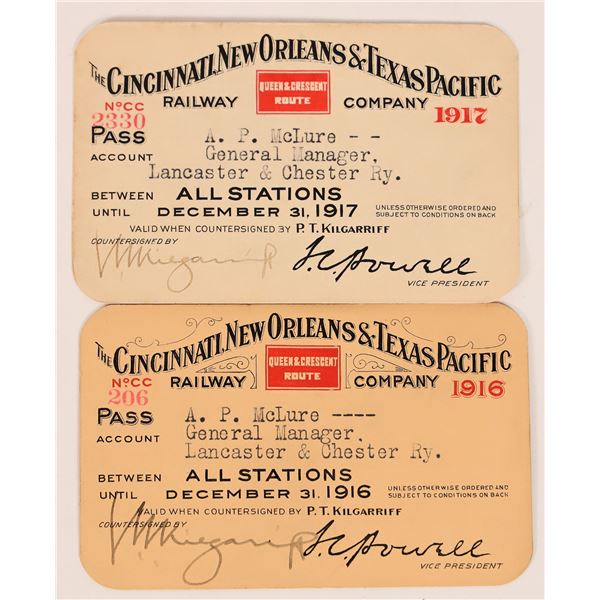 THE CINCINNATI, NEW ORLEANS & TEXAS PACIFIC
RAILWAY QUEEN & CRESCENT ROUTE COMPANY
No CC 2330 1917
PASS A. P. McLure - -
ACCOUNT General Manager,
Lancaster & Chester Ry.
BETWEEN ALL STATIONS
UNTIL DECEMBER 31, 1917 UNLESS OTHERWISE ORDERED AND SUBJECT TO CONDITIONS ON BACK
VALID WHEN COUNTERSIGNED BY P. T. KILGARRIFF
COUNTERSIGNED BY
VICE PRESIDENT
THE CINCINNATI, NEW ORLEANS & TEXAS PACIFIC
RAILWAY QUEEN & CRESCENT ROUTE COMPANY
No CC 206 1916
PASS A. P. McLure ----
ACCOUNT General Manager,
Lancaster & Chester Ry.
BETWEEN ALL STATIONS
UNTIL DECEMBER 31, 1916 UNLESS OTHERWISE ORDERED AND SUBJECT TO CONDITIONS ON BACK
VALID WHEN COUNTERSIGNED BY P. T. KILGARRIFF
COUNTERSIGNED BY
VICE PRESIDENT